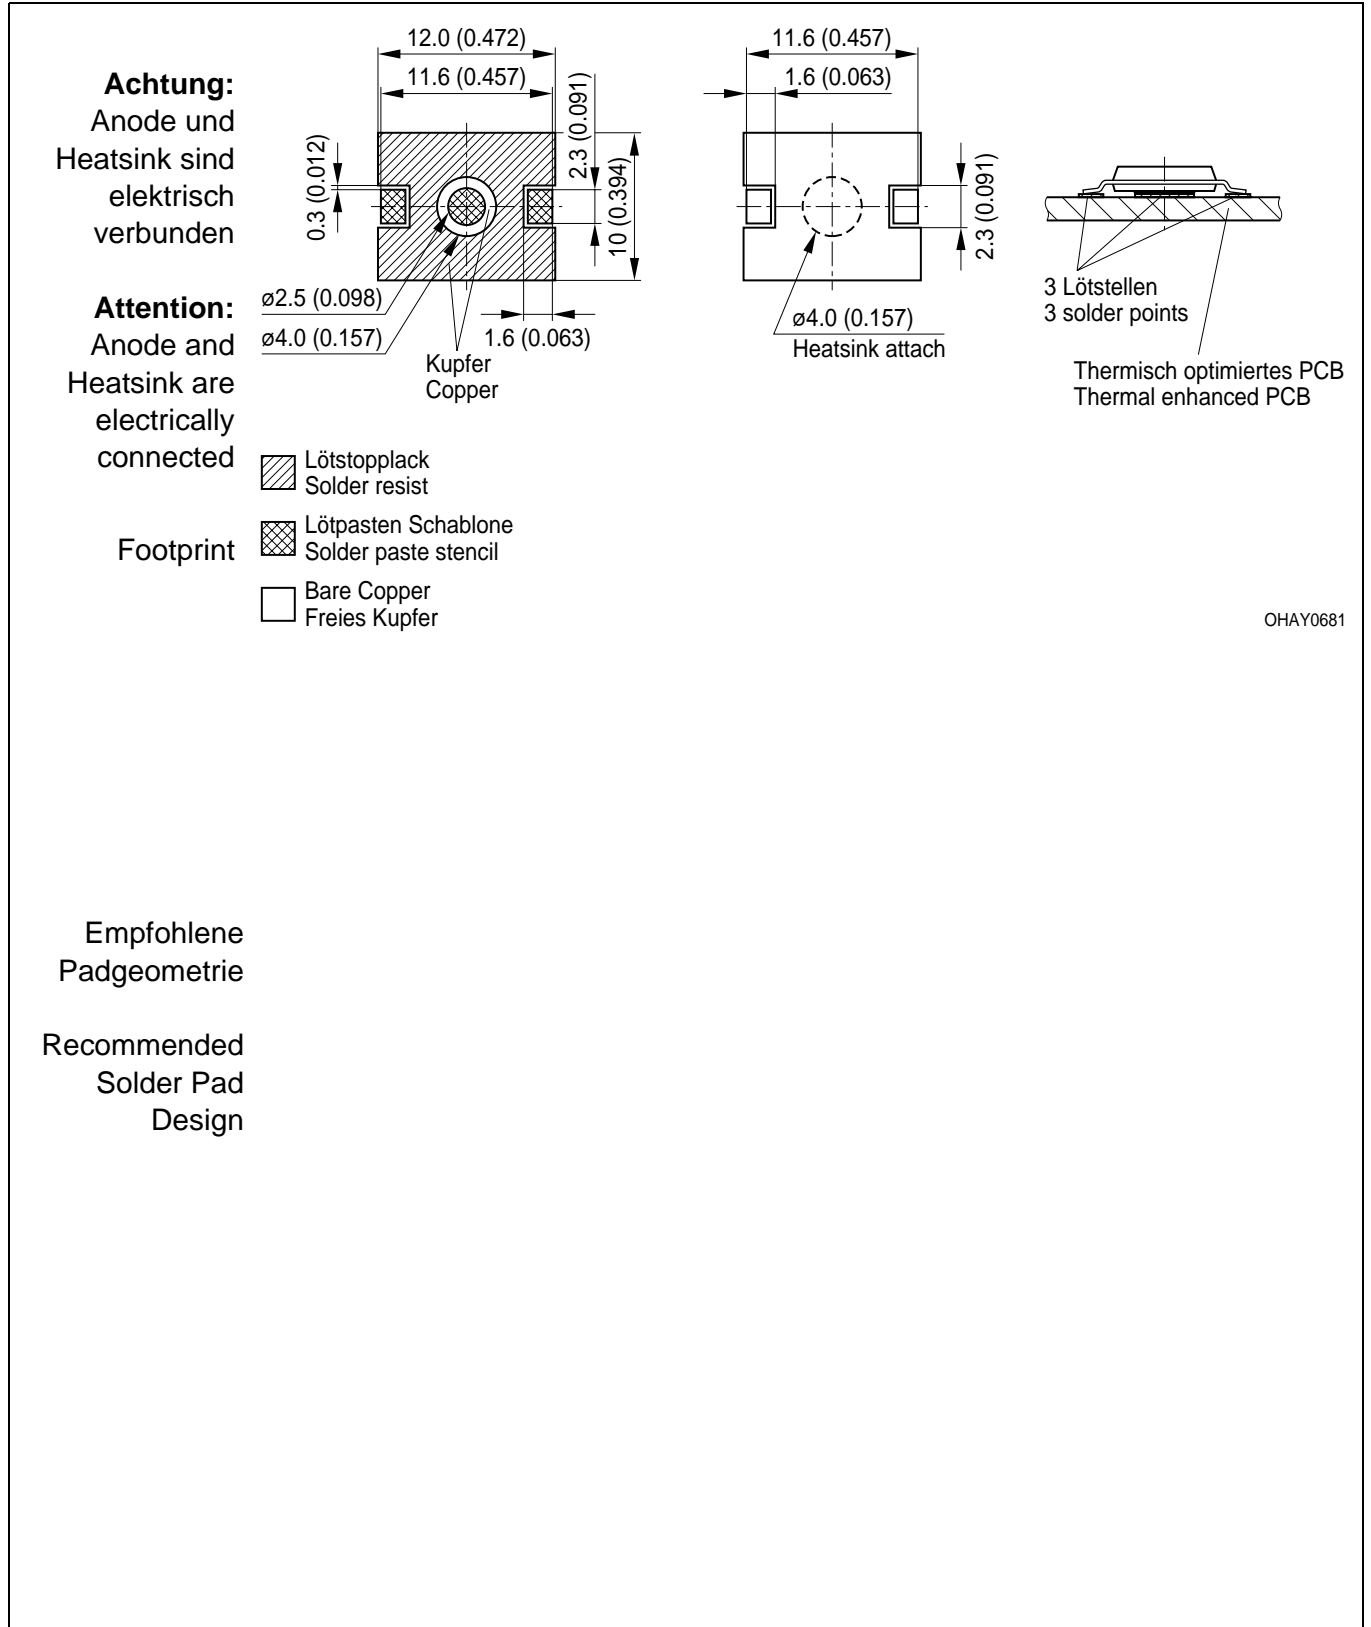 Achtung:
Anode und
Heatsink sind
elektrisch
verbunden
Attention:
Anode and
Heatsink are
electrically
connected
Footprint
12.0 (0.472)
11.6 (0.457)
0.3 (0.012)
2.3 (0.091)
10 (0.394)
ø2.5 (0.098)
ø4.0 (0.157)
1.6 (0.063)
Kupfer
Copper
11.6 (0.457)
1.6 (0.063)
2.3 (0.091)
ø4.0 (0.157)
Heatsink attach
3 Lötstellen
3 solder points
Thermisch optimiertes PCB
Thermal enhanced PCB
Lötstopplack
Solder resist
Lötpasten Schablone
Solder paste stencil
Bare Copper
Freies Kupfer
OHAY0681
Empfohlene
Padgeometrie
Recommended
Solder Pad
Design